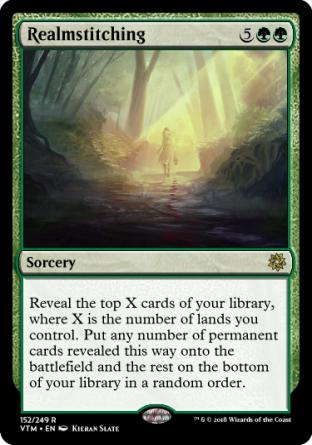 Realmstitching 5
Sorcery
Reveal the top X cards of your library,
where X is the number of lands you
control. Put any number of permanent
cards revealed this way onto the
battlefield and the rest on the bottom
of your library in a random order.
152/249 R
VTM • EN KIERAN SLATE
™ & © 2018 Wizards of the Coast